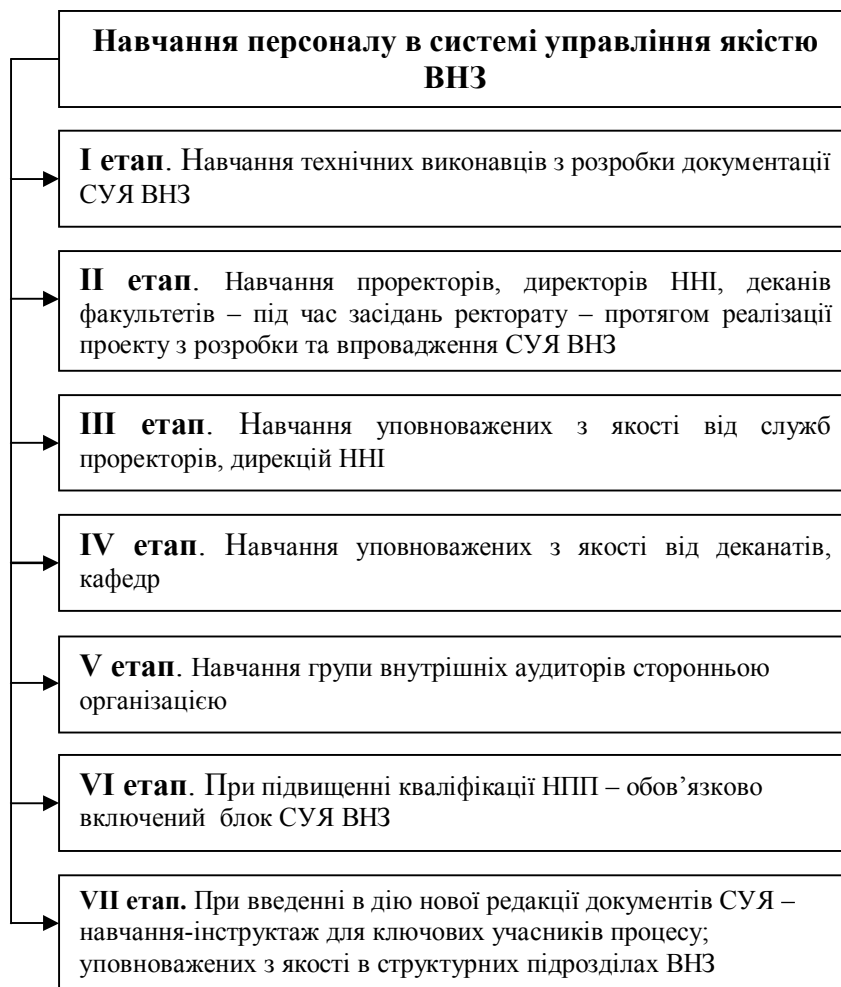 Навчання персоналу в системі управління якістю
ВНЗ
I етап. Навчання технічних виконавців з розробки документації
СУЯ ВНЗ
II етап. Навчання проректорів, директорів ННІ, деканів
факультетів – під час засідань ректорату – протягом реалізації
проекту з розробки та впровадження СУЯ ВНЗ
III етап. Навчання уповноважених з якості від служб
проректорів, дирекцій ННІ
IV етап. Навчання уповноважених з якості від деканатів,
кафедр
V етап. Навчання групи внутрішніх аудиторів сторонньою
організацією
VI етап. При підвищенні кваліфікації НПП – обов’язково
включений блок СУЯ ВНЗ
VII етап. При введенні в дію нової редакції документів СУЯ –
навчання-інструктаж для ключових учасників процесу;
уповноважених з якості в структурних підрозділах ВНЗ